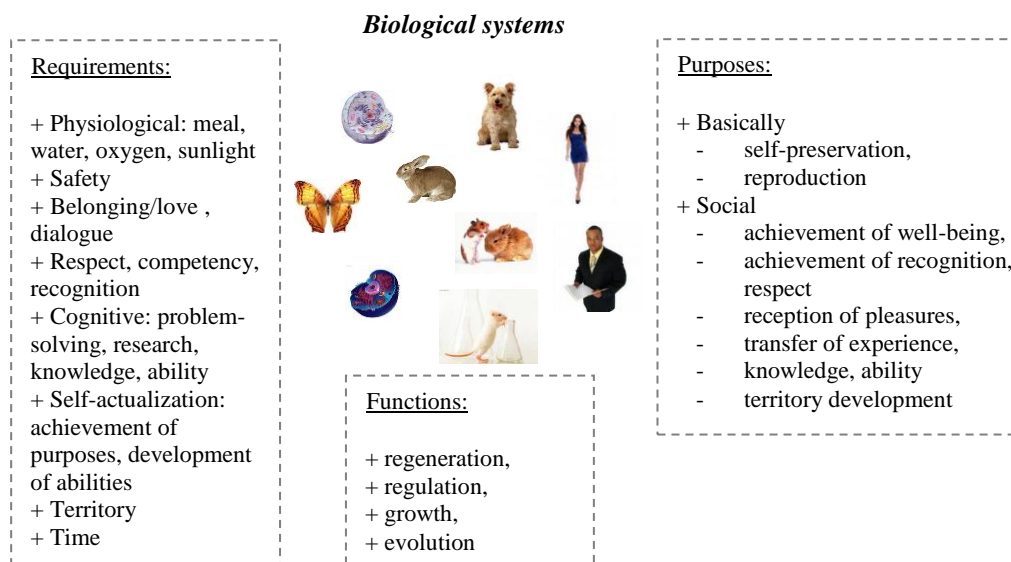 Biological systems
Requirements:
+ Physiological: meal,
water, oxygen, sunlight
+ Safety
+ Belonging/love ,
dialogue
+ Respect, competency,
recognition
+ Cognitive: problem-
solving, research,
knowledge, ability
+ Self-actualization:
achievement of
purposes, development
of abilities
+ Territory
+ Time
Functions:
+ regeneration,
+ regulation,
+ growth,
+ evolution
Purposes:
+ Basically
- self-preservation,
- reproduction
+ Social
- achievement of well-being,
- achievement of recognition,
respect
- reception of pleasures,
- transfer of experience,
- knowledge, ability
- territory development